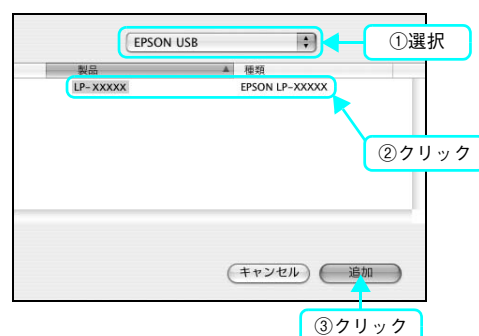 EPSON USB
①選択
製品 種類
LP-XXXXX EPSON LP-XXXXX
②クリック
キャンセル 追加
③クリック